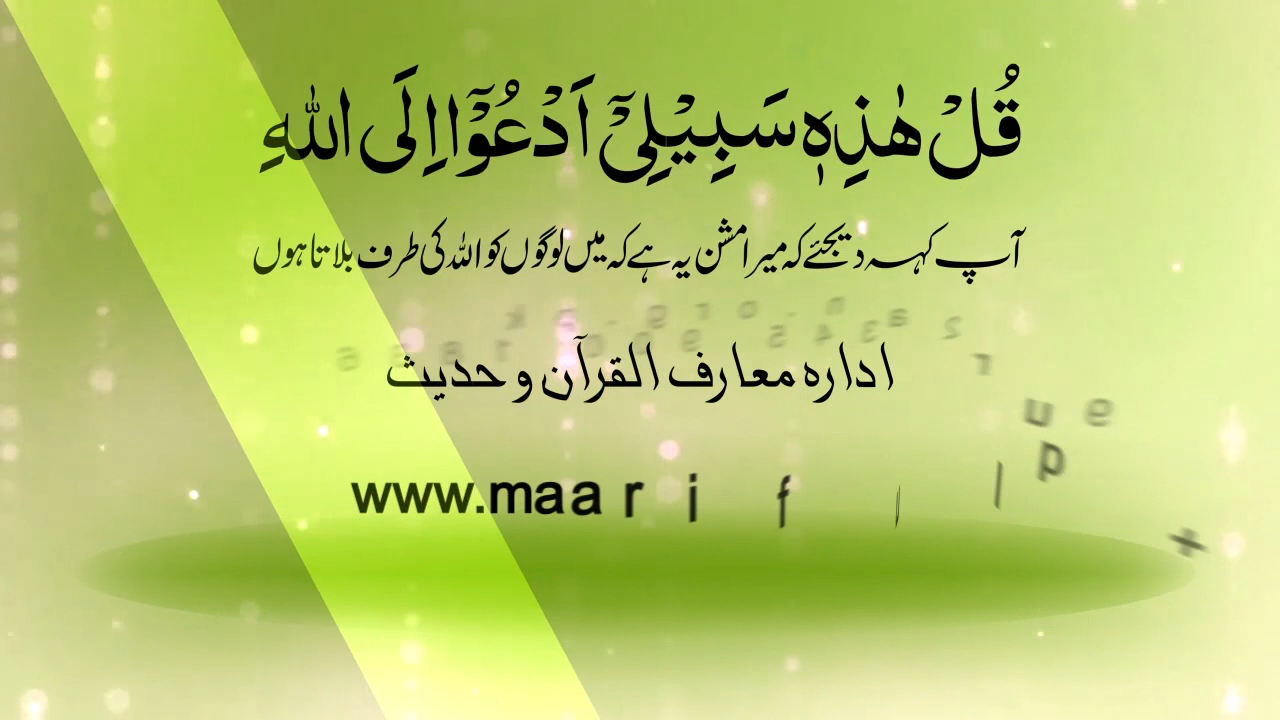 قُلْ هٰذِهٖ سَبِيْلِيْٓ اَدْعُوْٓا اِلَى اللّٰهِ
آپ کہہ دیجئے کہ میرا مشن یہ ہے کہ میں لوگوں کو اللہ کی طرف بلاتا ہوں
ادارہ معارف القرآن و حدیث
www.maarif